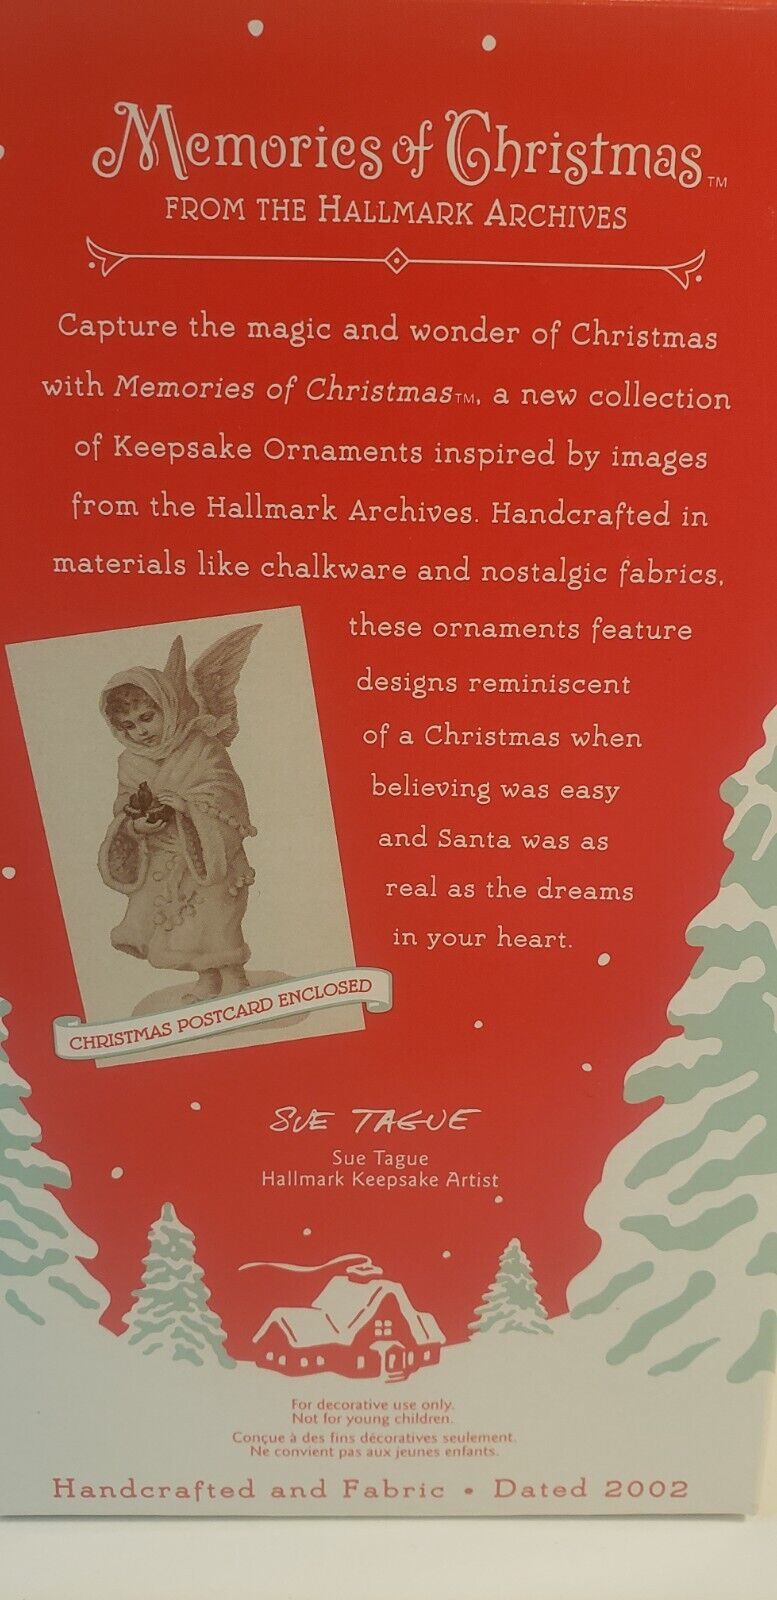 Memories of Christmas™
FROM THE HALLMARK ARCHIVES
Capture the magic and wonder of Christmas
with Memories of Christmas™, a new collection
of Keepsake Ornaments inspired by images
from the Hallmark Archives. Handcrafted in
materials like chalkware and nostalgic fabrics,
these ornaments feature
designs reminiscent
of a Christmas when
believing was easy
and Santa was as
real as the dreams
in your heart.
CHRISTMAS POSTCARD ENCLOSED
SUE TAGUE
Sue Tague
Hallmark Keepsake Artist
For decorative use only.
Not for young children.
Conçue à des fins décoratives seulement.
Ne convient pas aux jeunes enfants.
Handcrafted and Fabric • Dated 2002